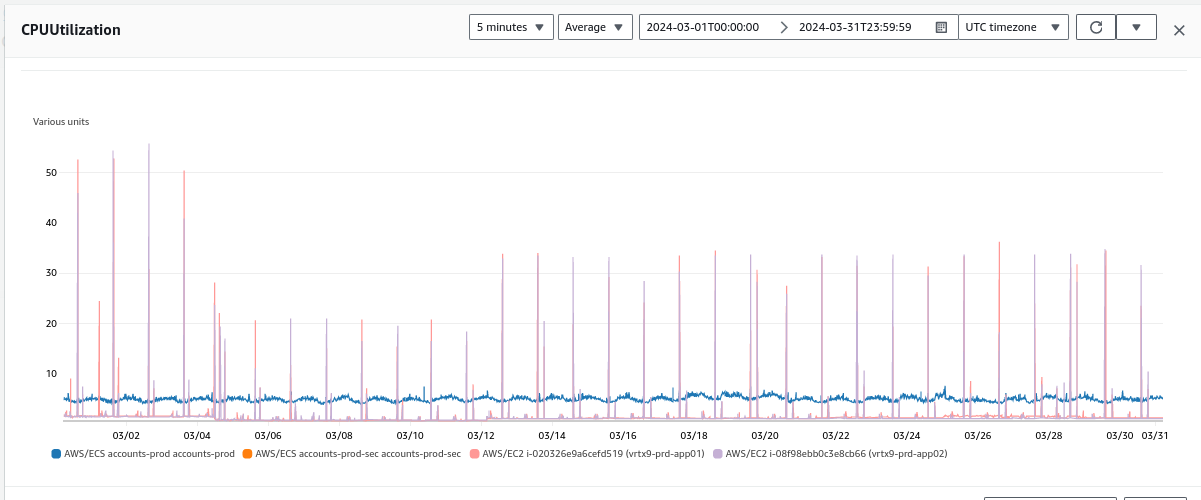 CPUUtilization
5 minutes
Average
2024-03-01T00:00:00
2024-03-31T23:59:59
UTC timezone
Various units
50
40
30
20
10
03/02 03/04 03/06 03/08 03/10 03/12 03/14 03/16 03/18 03/20 03/22 03/24 03/26 03/28 03/30 03/31
AWS/ECS accounts-prod accounts-prod
AWS/ECS accounts-prod-sec accounts-prod-sec
AWS/EC2 i-020326e9a6cefd519 (vrtx9-prd-app01)
AWS/EC2 i-08f98ebb0c3e8cb66 (vrtx9-prd-app02)